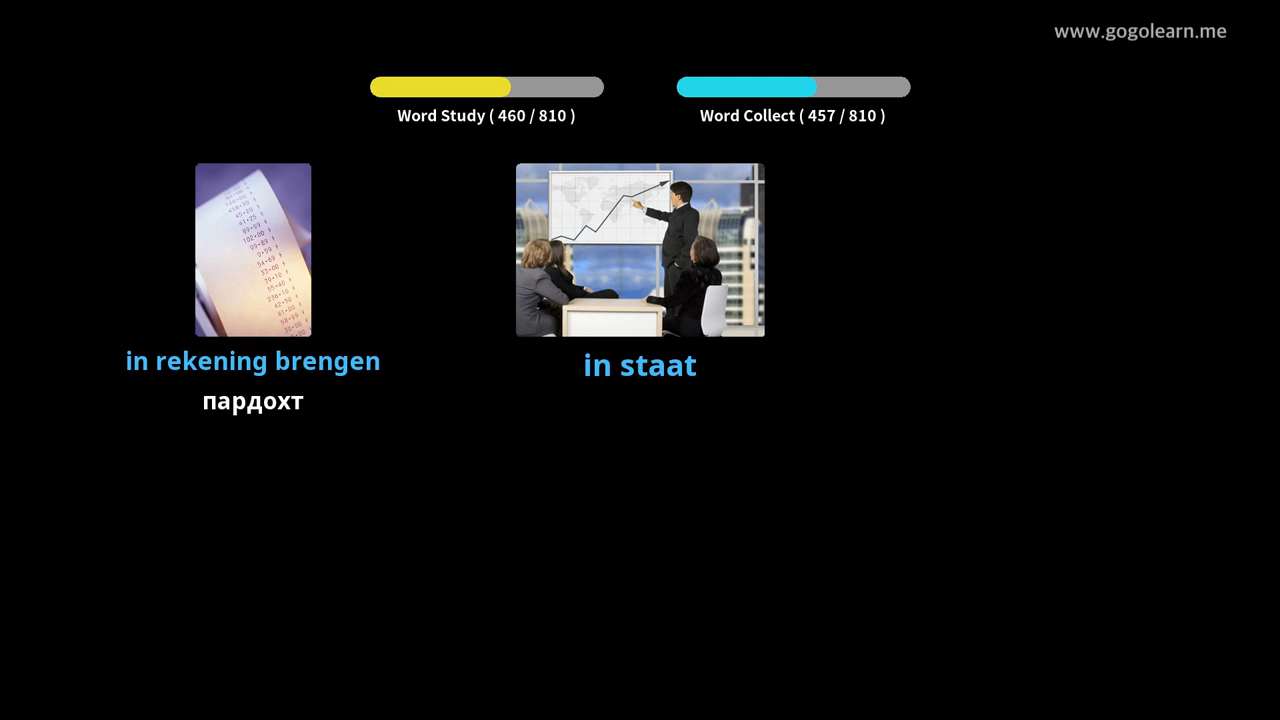 www.gogolearn.me
Word Study ( 460 / 810 )
Word Collect ( 457 / 810 )
in rekening brengen
пардохт
in staat